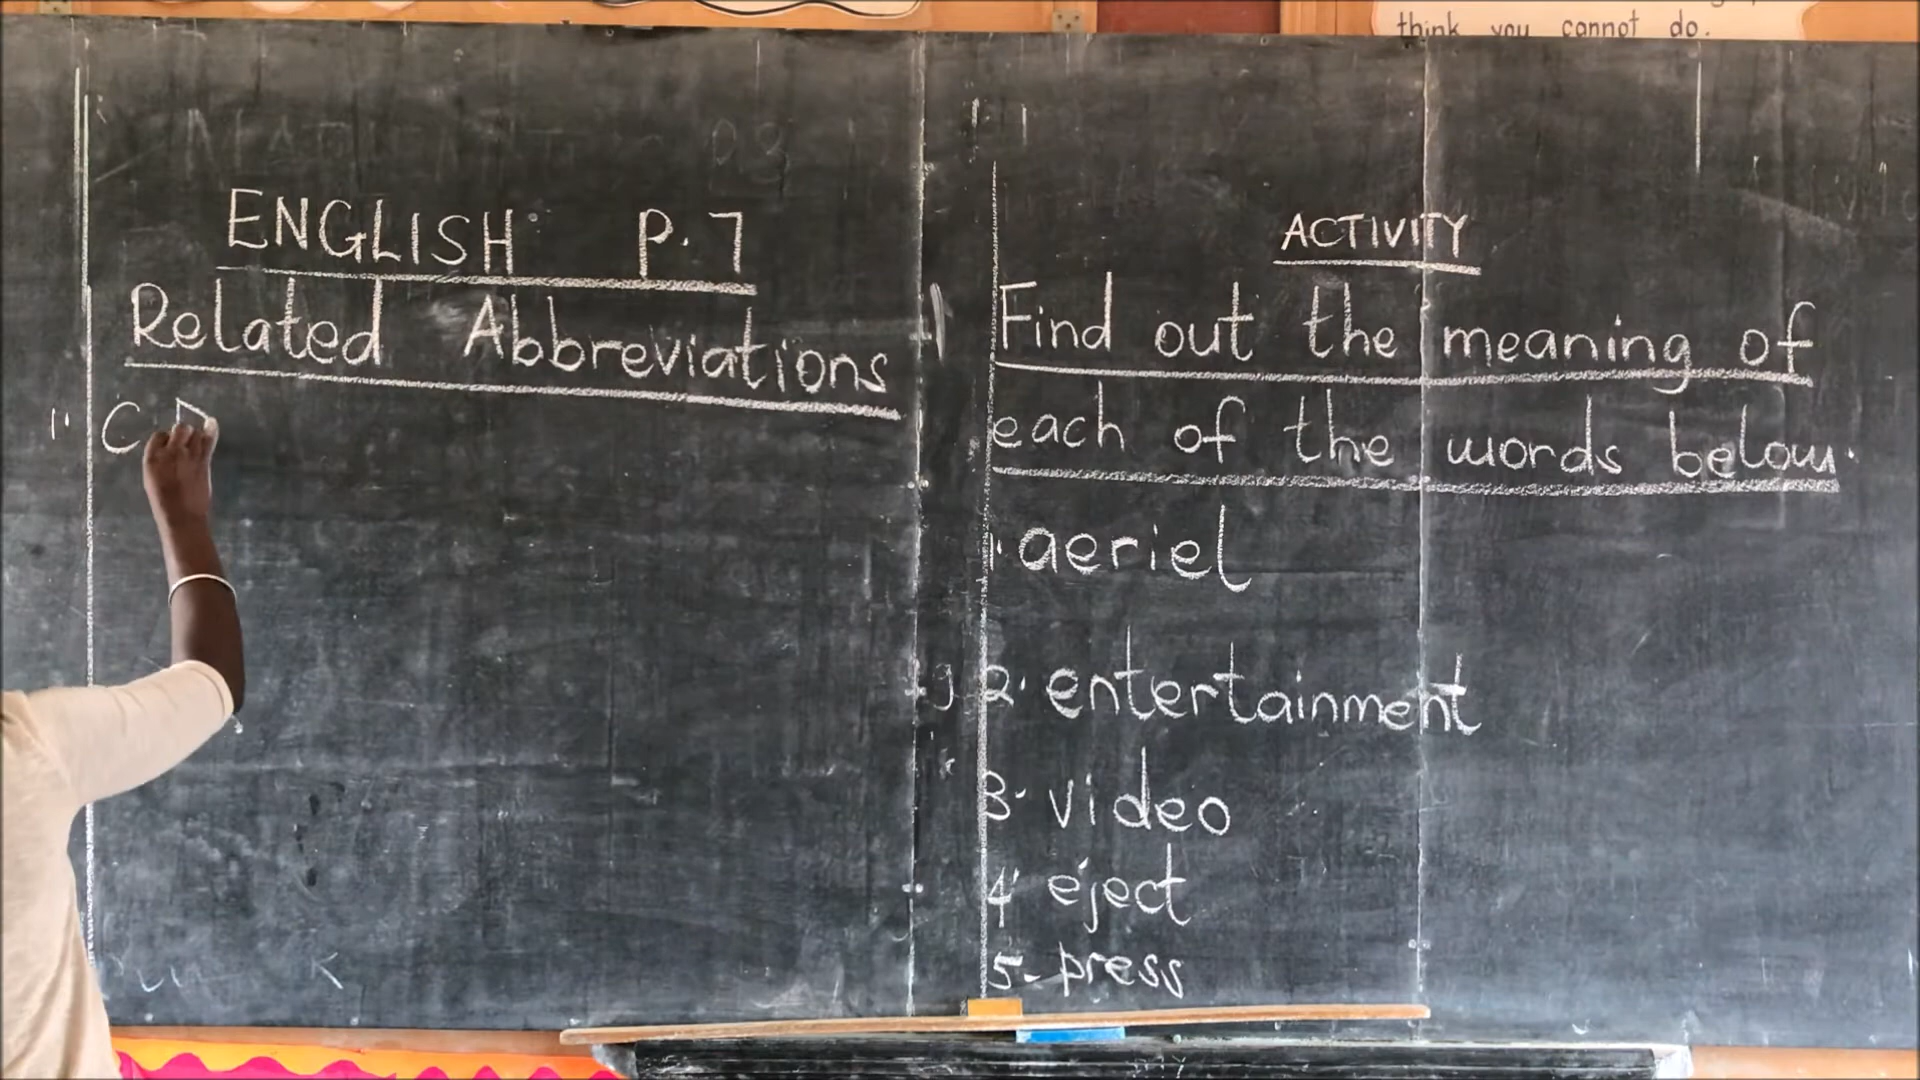 think you cannot do.
ENGLISH P.7
Related Abbreviations
1. C D
ACTIVITY
Find out the meaning of
each of the words below.
1. aeriel
2. entertainment
3. video
4. eject
5. press